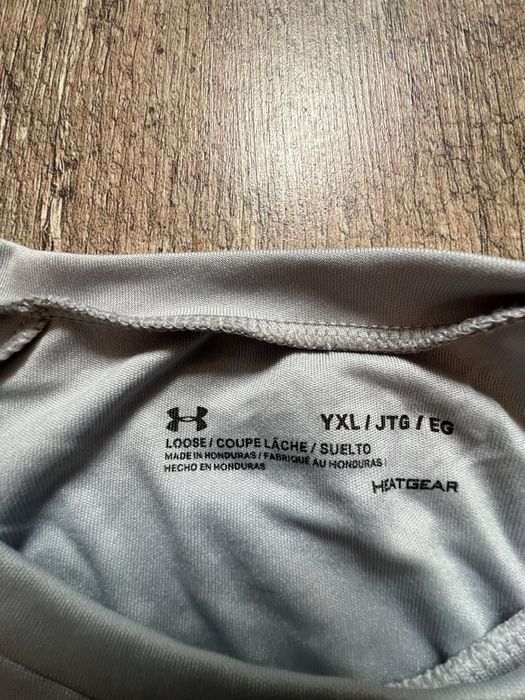 YXL / JTG / EG
LOOSE / COUPE LÂCHE / SUELTO
MADE IN HONDURAS / FABRIQUÉ AU HONDURAS /
HECHO EN HONDURAS
HEATGEAR